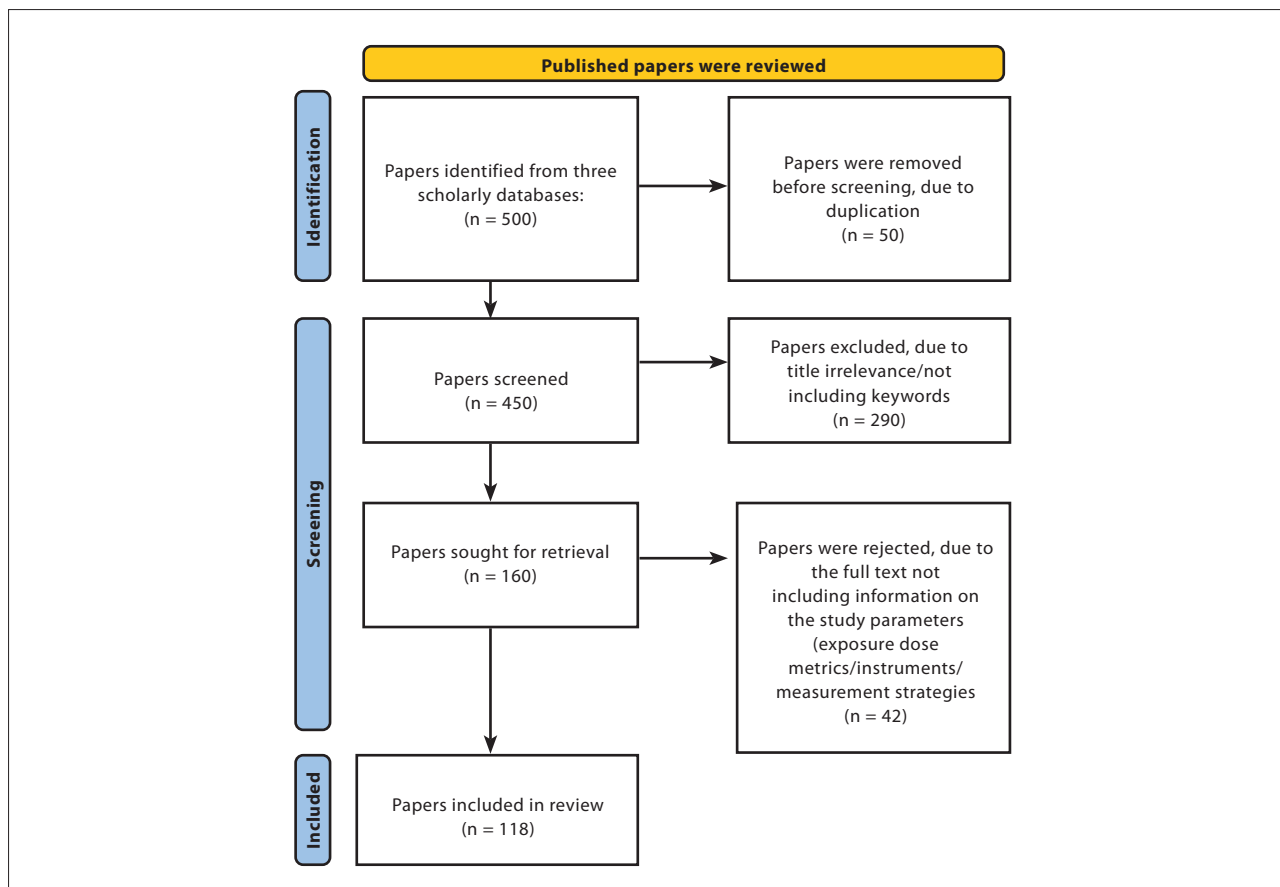 Published papers were reviewed
Identification
Papers identified from three
scholarly databases:
(n = 500)
Papers were removed
before screening, due to
duplication
(n = 50)
Screening
Papers screened
(n = 450)
Papers excluded, due to
title irrelevance/not
including keywords
(n = 290)
Papers sought for retrieval
(n = 160)
Papers were rejected, due to
the full text not
including information on
the study parameters
(exposure dose
metrics/instruments/
measurement strategies
(n = 42)
Included
Papers included in review
(n = 118)